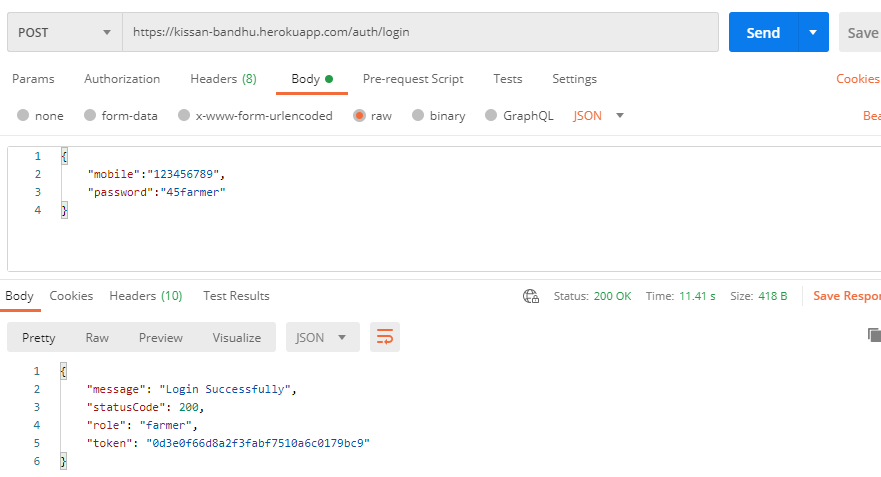 POST https://kissan-bandhu.herokuapp.com/auth/login Send Save
Params Authorization Headers (8) Body Pre-request Script Tests Settings Cookies
none form-data x-www-form-urlencoded raw binary GraphQL JSON Bea
1 {
2 "mobile":"123456789",
3 "password":"45farmer"
4 }
Body Cookies Headers (10) Test Results Status: 200 OK Time: 11.41 s Size: 418 B Save Respon
Pretty Raw Preview Visualize JSON
1 {
2 "message": "Login Successfully",
3 "statusCode": 200,
4 "role": "farmer",
5 "token": "0d3e0f66d8a2f3fabf7510a6c0179bc9"
6 }